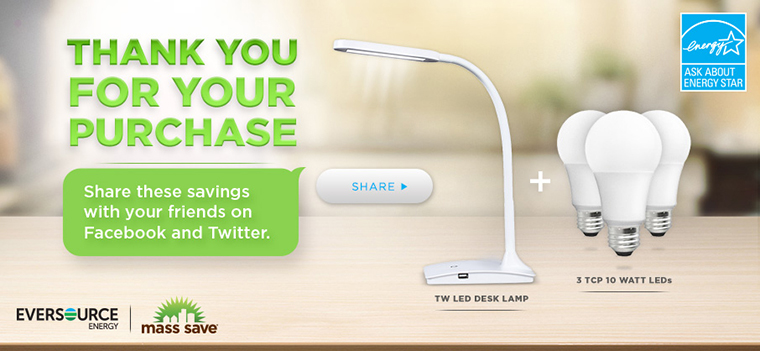 THANK YOU
FOR YOUR
PURCHASE
Share these savings
with your friends on
Facebook and Twitter.
SHARE
energy
ASK ABOUT
ENERGY STAR
+
TW LED DESK LAMP
3 TCP 10 WATT LEDs
EVERSOURCE
ENERGY
mass save